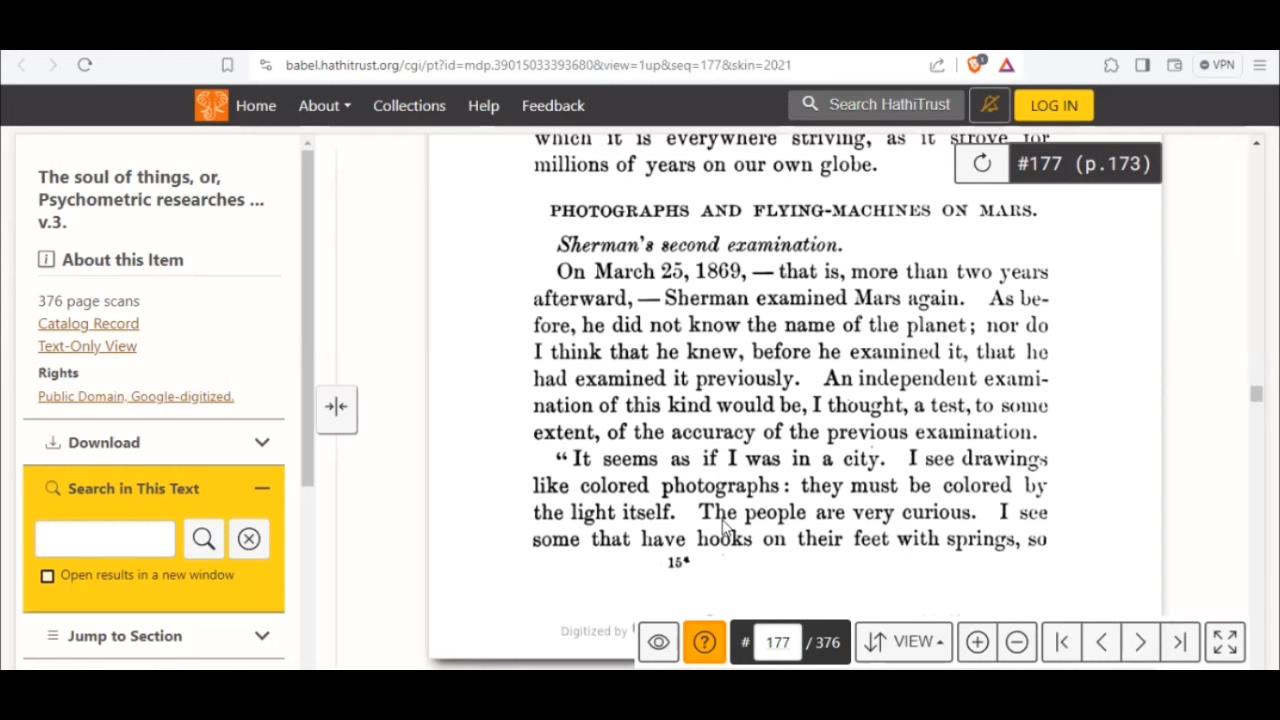 babel.hathitrust.org/cgi/pt?id=mdp.39015033393680&view=1up&seq=177&skin=2021
1
VPN
Home
About
Collections
Help
Feedback
Search HathiTrust
LOG IN
The soul of things, or,
Psychometric researches ...
v.3.
About this Item
376 page scans
Catalog Record
Text-Only View
Rights
Public Domain, Google-digitized.
Download
Search in This Text
Open results in a new window
Jump to Section
which it is everywhere striving, as it strove for
millions of years on our own globe.
#177 (p.173)
PHOTOGRAPHS AND FLYING-MACHINES ON MARS.
Sherman's second examination.
On March 25, 1869, — that is, more than two years
afterward, — Sherman examined Mars again. As be-
fore, he did not know the name of the planet; nor do
I think that he knew, before he examined it, that he
had examined it previously. An independent exami-
nation of this kind would be, I thought, a test, to some
extent, of the accuracy of the previous examination.
“It seems as if I was in a city. I see drawings
like colored photographs: they must be colored by
the light itself. The people are very curious. I see
some that have hooks on their feet with springs, so
15*
Digitized by
# 177 / 376
VIEW